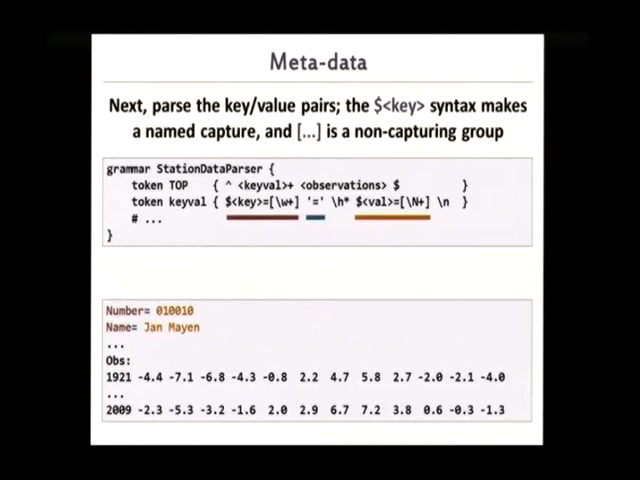 Meta-data
Next, parse the key/value pairs; the $<key> syntax makes
a named capture, and [...] is a non-capturing group
grammar StationDataParser {
token TOP { ^ <keyval>+ <observations> $ }
token keyval { $<key>=[\w+] '=' \h* $<val>=[\N+] \n }
# ...
}
Number= 010010
Name= Jan Mayen
...
Obs:
1921 -4.4 -7.1 -6.8 -4.3 -0.8 2.2 4.7 5.8 2.7 -2.0 -2.1 -4.0
...
2009 -2.3 -5.3 -3.2 -1.6 2.0 2.9 6.7 7.2 3.8 0.6 -0.3 -1.3